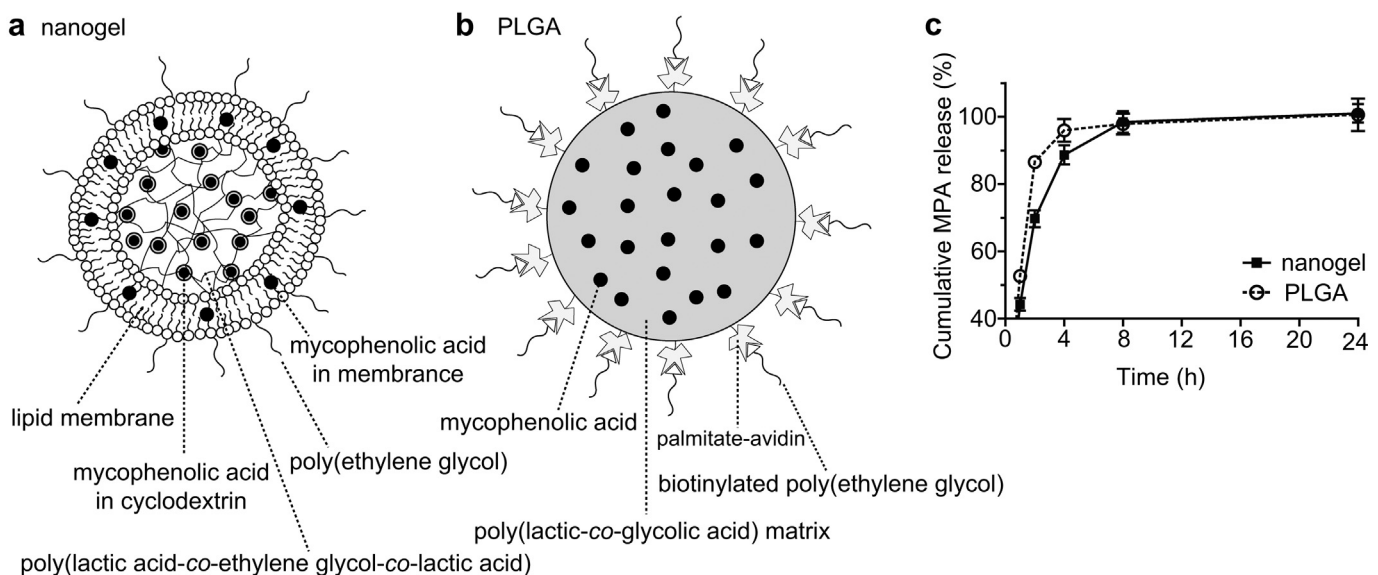 a nanogel
mycophenolic acid
in membrance
lipid membrane
mycophenolic acid
in cyclodextrin
poly(ethylene glycol)
poly(lactic acid-co-ethylene glycol-co-lactic acid)
b PLGA
mycophenolic acid
palmitate-avidin
biotinylated poly(ethylene glycol)
poly(lactic-co-glycolic acid) matrix
c
Cumulative MPA release (%)
100
80
60
40
nanogel
PLGA
0 4 8 12 16 20 24
Time (h)